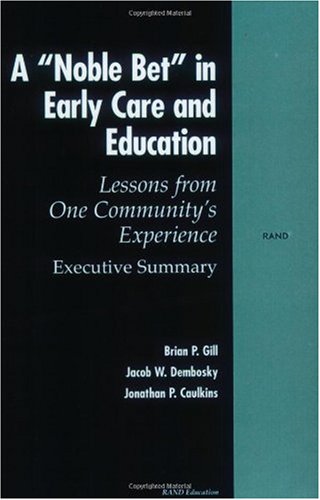 A “Noble Bet” in
Early Care and
Education
Lessons from
One Community’s
Experience
Executive Summary
RAND
Brian P. Gill
Jacob W. Dembosky
Jonathan P. Caulkins
RAND Education